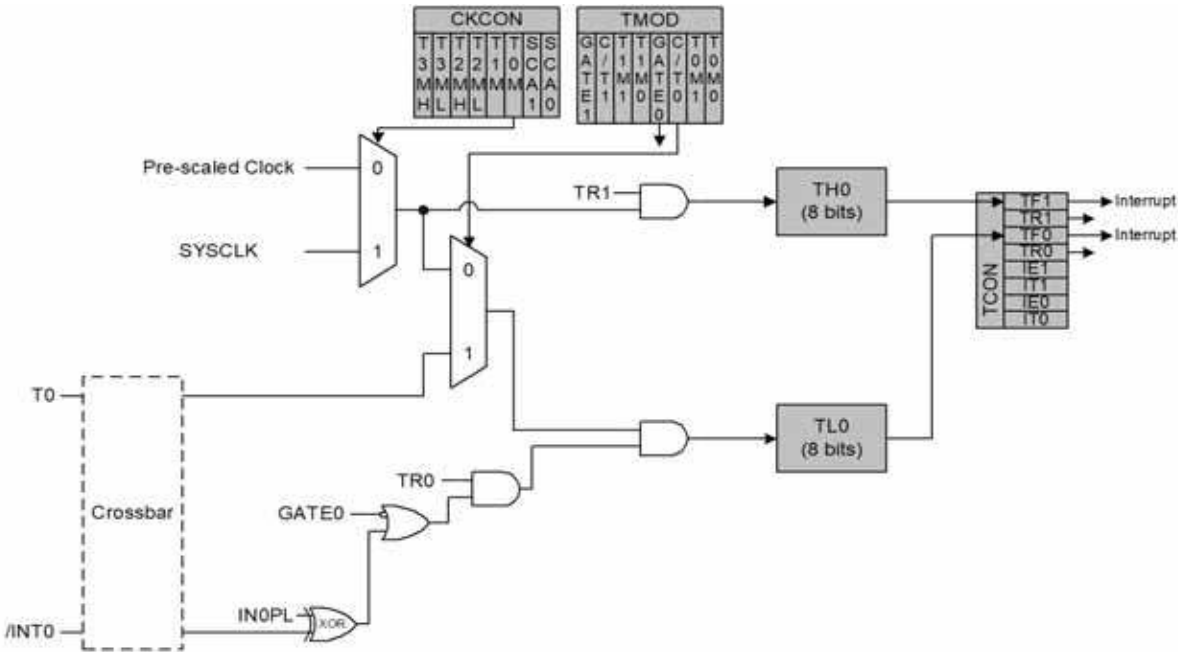 CKCON
T3MH
T3ML
T2MH
T2ML
T1M
T0M
SCA1
SCA0
TMOD
GATE1
C/T1
T1M1
T1M0
GATE0
C/T0
T0M1
T0M0
Pre-scaled Clock
0
SYSCLK
1
TR1
TH0
(8 bits)
TCON
TF1
TR1
TF0
TR0
IE1
IT1
IE0
IT0
Interrupt
Interrupt
0
1
T0
Crossbar
/INT0
TL0
(8 bits)
TR0
GATE0
IN0PL
XOR